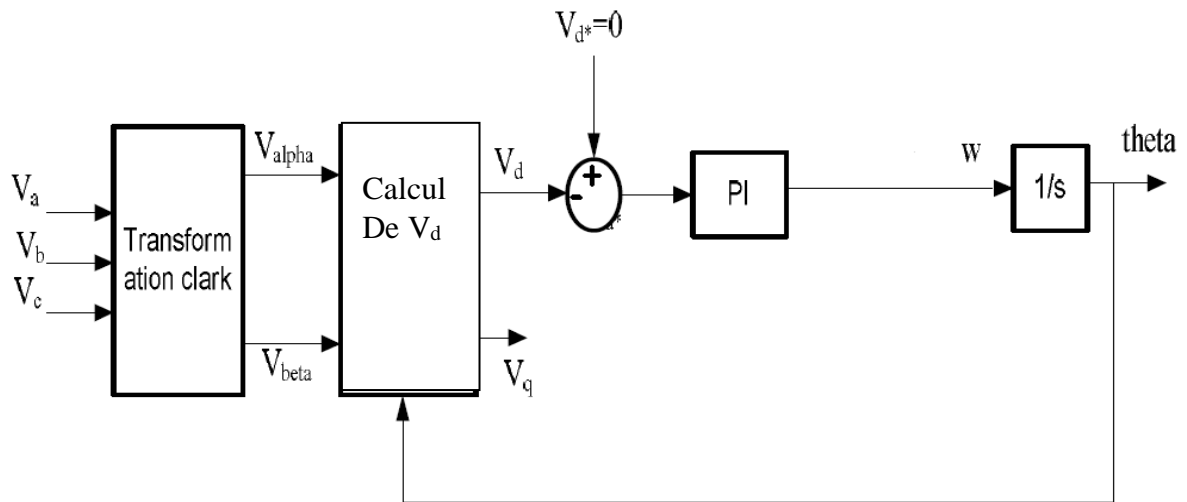 V_d*=0
V_alpha
V_d
w
theta
V_a
V_b
V_c
Transform
ation clark
Calcul
De V_d
+
-
PI
1/s
V_beta
V_q